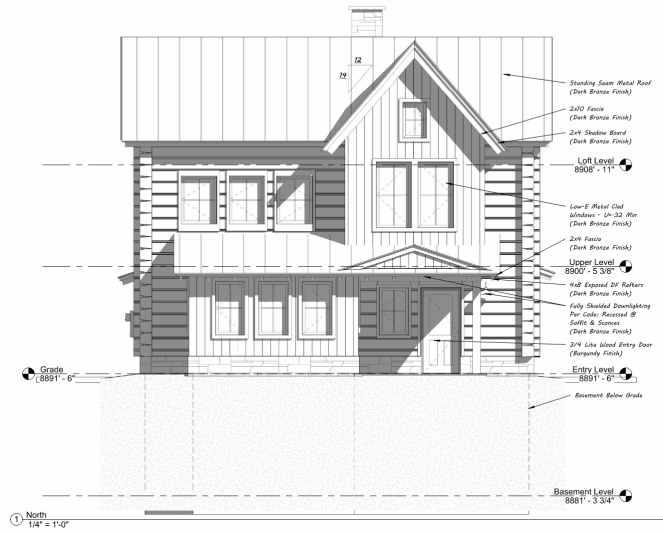 12
14
Standing Seam Metal Roof
(Dark Bronze Finish)
2x10 Fascia
(Dark Bronze Finish)
2x4 Shadow Board
(Dark Bronze Finish)
Loft Level
8908' - 11"
Low-E Metal Clad
Windows - U=.32 Min
(Dark Bronze Finish)
2x4 Fascia
(Dark Bronze Finish)
Upper Level
8900' - 5 3/8"
4x8 Exposed DF Rafters
(Dark Bronze Finish)
Fully Shielded Downlighting
Per Code: Recessed @
Soffit & Sconces
(Dark Bronze Finish)
3/4 Lite Wood Entry Door
(Burgundy Finish)
Grade
8891' - 6"
Entry Level
8891' - 6"
Basement Below Grade
Basement Level
8881' - 3 3/4"
1 North
1/4" = 1'-0"